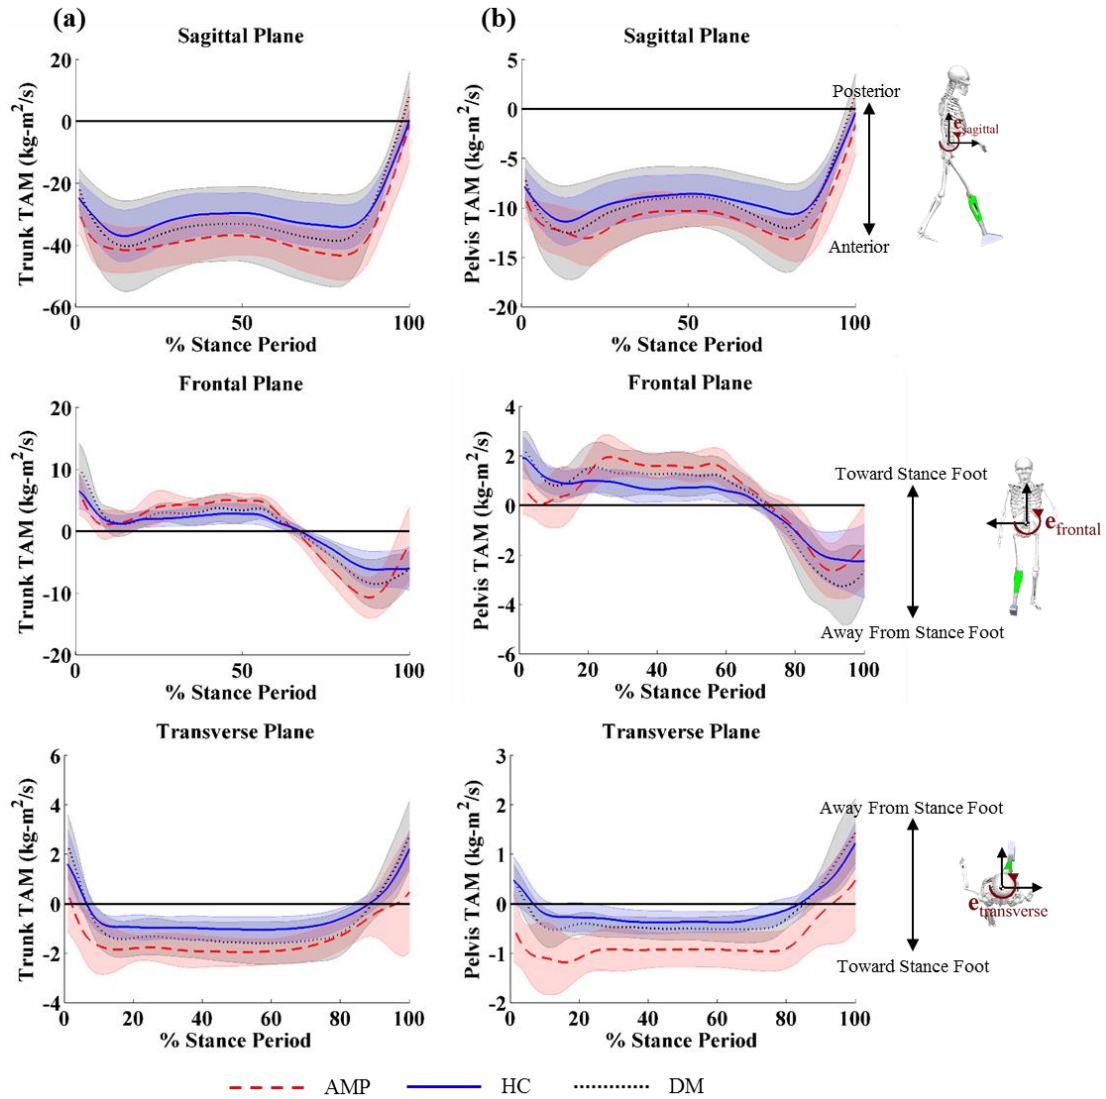 (a)
(b)
Sagittal Plane
Trunk TAM (kg-m²/s)
20
0
-20
-40
-60
0
50
100
% Stance Period
Sagittal Plane
Pelvis TAM (kg-m²/s)
5
0
-5
-10
-15
-20
0
50
100
% Stance Period
Posterior
Anterior
e sagittal
Frontal Plane
Trunk TAM (kg-m²/s)
20
10
0
-10
-20
0
50
100
% Stance Period
Frontal Plane
Pelvis TAM (kg-m²/s)
4
2
0
-2
-4
-6
0
20
40
60
80
100
% Stance Period
Toward Stance Foot
Away From Stance Foot
e frontal
Transverse Plane
Trunk TAM (kg-m²/s)
6
4
2
0
-2
-4
0
20
40
60
80
100
% Stance Period
Transverse Plane
Pelvis TAM (kg-m²/s)
3
2
1
0
-1
-2
0
20
40
60
80
100
% Stance Period
Away From Stance Foot
Toward Stance Foot
e transverse
AMP
HC
DM